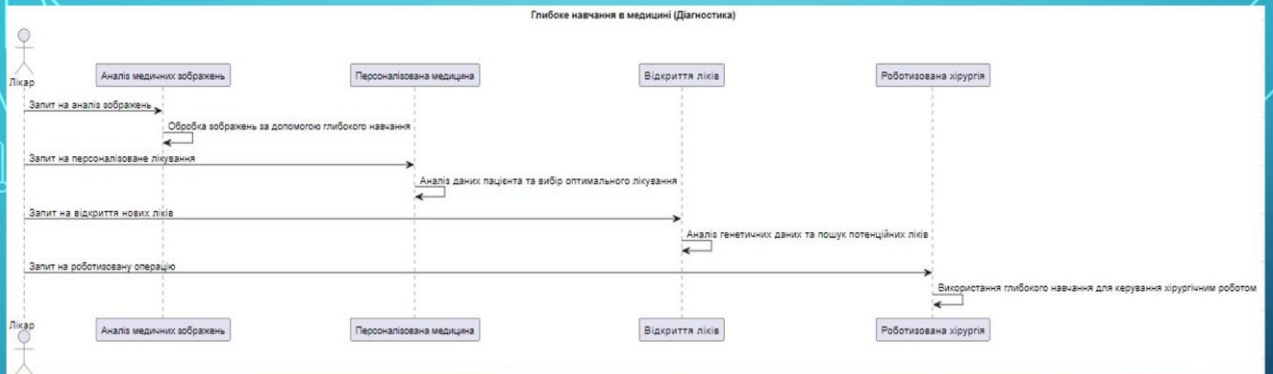 Глибоке навчання в медицині (Діагностика)
Лікар
Аналіз медичних зображень
Персоналізована медицина
Відкриття ліків
Роботизована хірургія
Запит на аналіз зображень
Обробка зображень за допомогою глибокого навчання
Запит на персоналізоване лікування
Аналіз даних пацієнта та вибір оптимального лікування
Запит на відкриття нових ліків
Аналіз генетичних даних та пошук потенційних ліків
Запит на роботизовану операцію
Використання глибокого навчання для керування хірургічним роботом
Лікар
Аналіз медичних зображень
Персоналізована медицина
Відкриття ліків
Роботизована хірургія